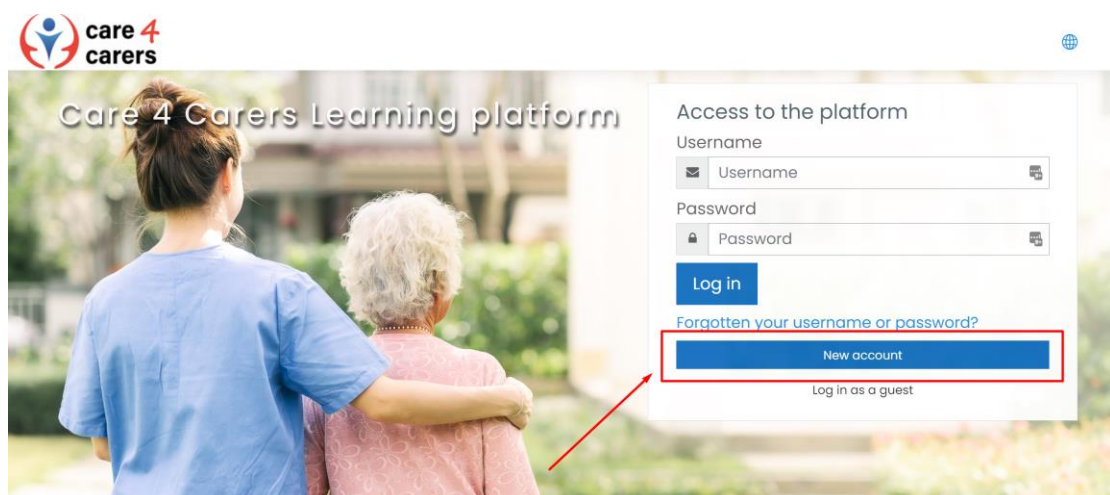 care 4
carers
Care 4 Carers Learning platform
Access to the platform
Username
Username
Password
Password
Log in
Forgotten your username or password?
New account
Log in as a guest